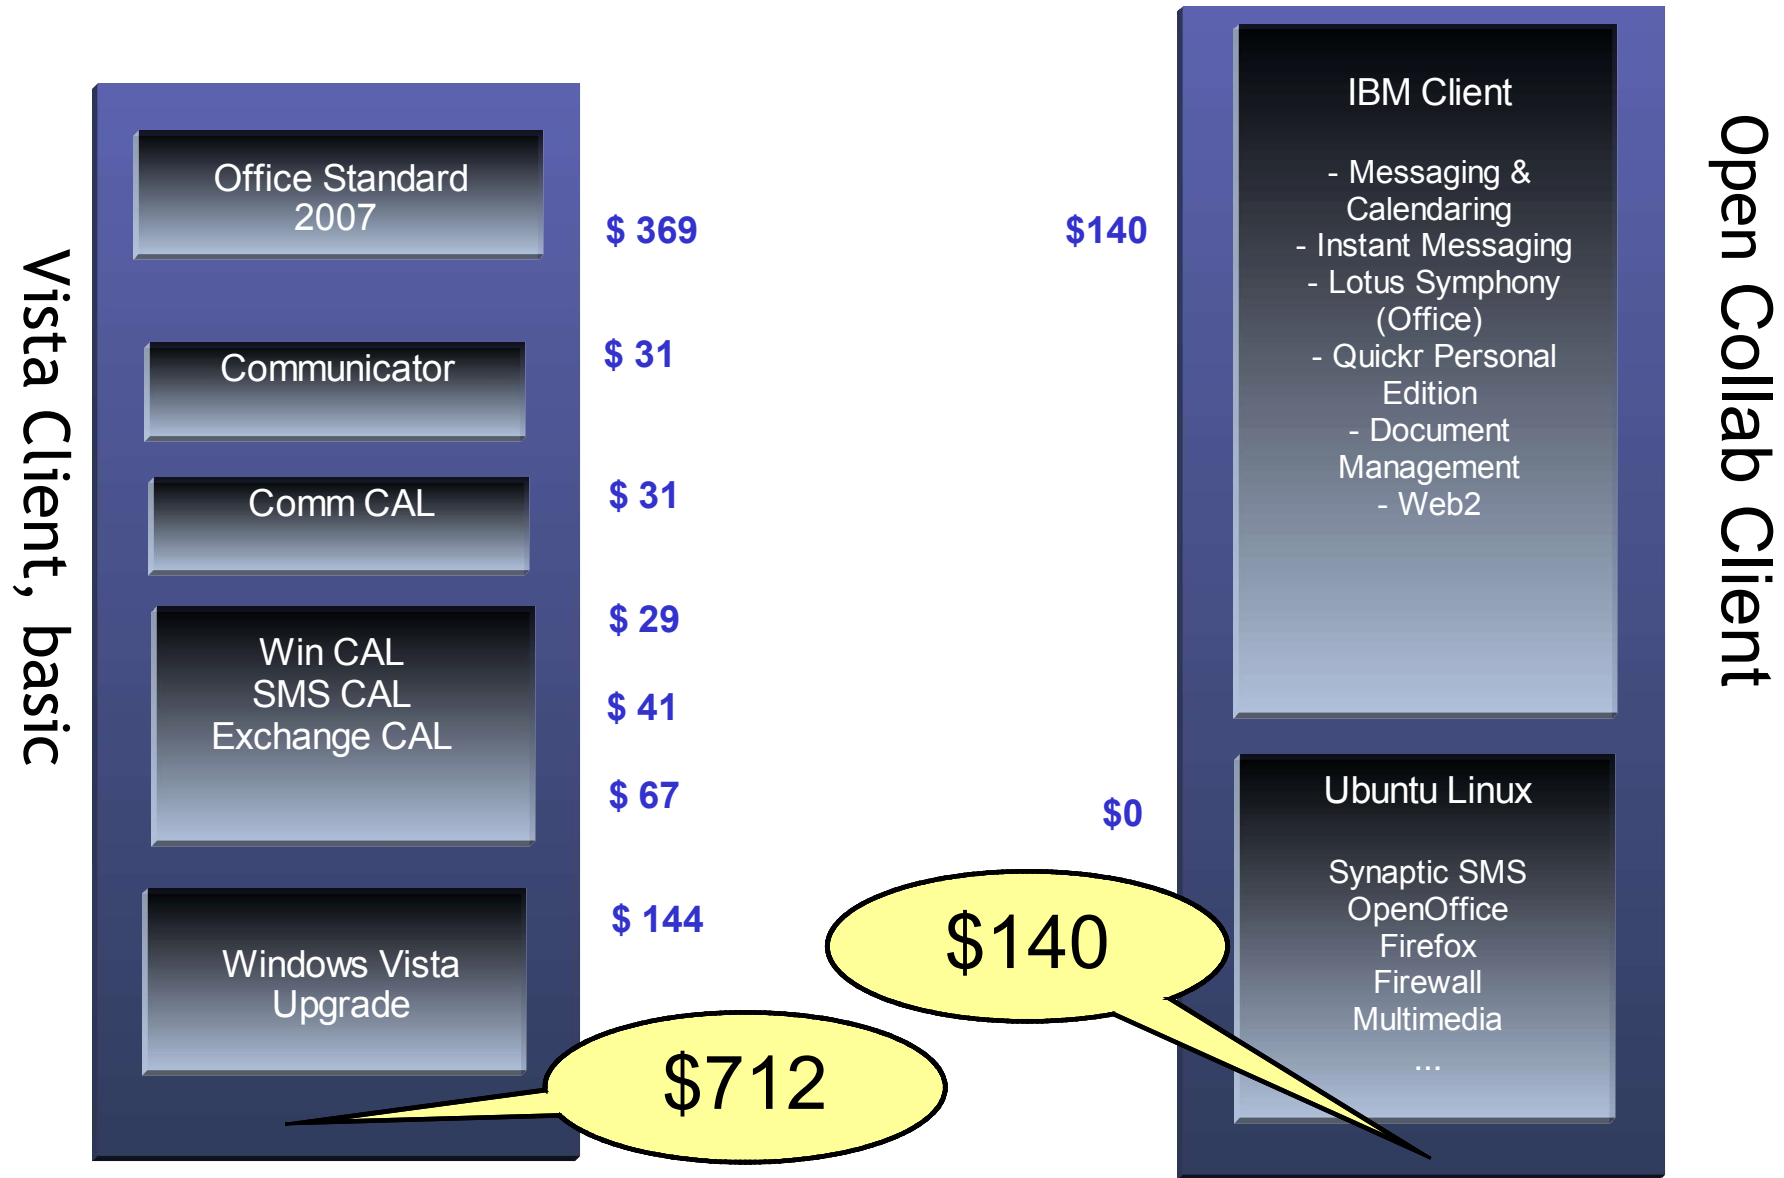 Vista Client, basic
Office Standard
2007
Communicator
Comm CAL
Win CAL
SMS CAL
Exchange CAL
Windows Vista
Upgrade
$ 369
$ 31
$ 31
$ 29
$ 41
$ 67
$ 144
$712
$140
$0
$140
IBM Client
- Messaging &
Calendaring
- Instant Messaging
- Lotus Symphony
(Office)
- Quickr Personal
Edition
- Document
Management
- Web2
Ubuntu Linux
Synaptic SMS
OpenOffice
Firefox
Firewall
Multimedia
...
Open Collab Client